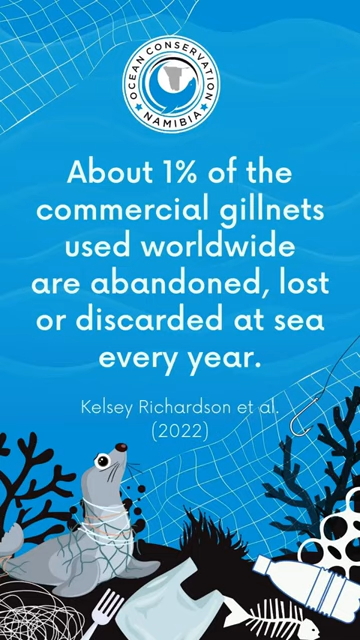 OCEAN CONSERVATION
NAMIBIA
About 1% of the
commercial gillnets
used worldwide
are abandoned, lost
or discarded at sea
every year.
Kelsey Richardson et al.
(2022)